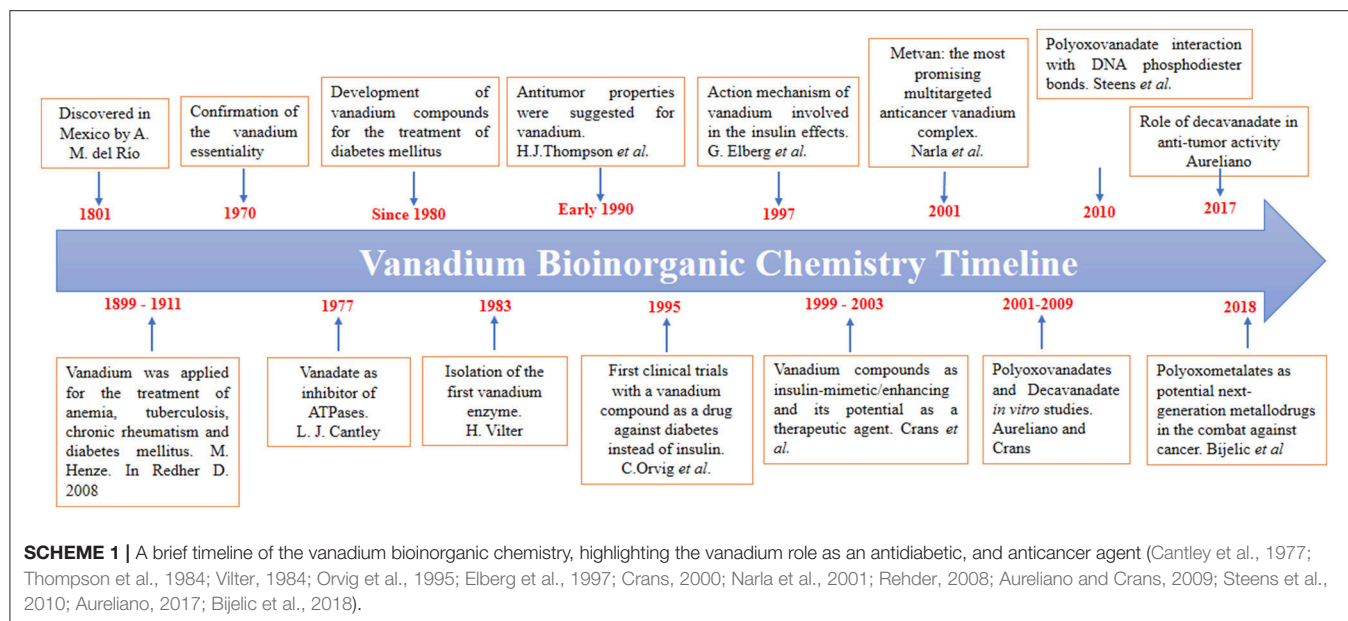 Discovered in
Mexico by A.
M. del Río
Confirmation of
the vanadium
essentiality
Development of
vanadium compounds
for the treatment of
diabetes mellitus
Antitumor properties
were suggested for
vanadium.
H.J.Thompson et al.
Action mechanism of
vanadium involved in
the insulin effects.
G. Elberg et al.
Metvan: the most
promising
multitargeted
anticancer vanadium
complex.
Narla et al.
Polyoxovanadate interaction
with DNA phosphodiester
bonds. Steens et al.
Role of decavanadate in
anti-tumor activity
Aureliano
1801
1970
Since 1980
Early 1990
1997
2001
2010
2017
Vanadium Bioinorganic Chemistry Timeline
1899 - 1911
1977
1983
1995
1999 - 2003
2001-2009
2018
Vanadium was applied
for the treatment of
anemia, tuberculosis,
chronic rheumatism and
diabetes mellitus. M.
Henze. In Redher D.
2008
Vanadate as
inhibitor of
ATPases.
L. J. Cantley
Isolation of the
first vanadium
enzyme.
H. Vilter
First clinical trials
with a vanadium
compound as a drug
against diabetes
instead of insulin.
C.Orvig et al.
Vanadium compounds as
insulin-mimetic/enhancing
and its potential as a
therapeutic agent. Crans et
al.
Polyoxovanadates
and Decavanadate
in vitro studies.
Aureliano and
Crans
Polyoxometalates as
potential next-
generation metallodrugs
in the combat against
cancer. Bijelic et al
SCHEME 1 | A brief timeline of the vanadium bioinorganic chemistry, highlighting the vanadium role as an antidiabetic, and anticancer agent (Cantley et al., 1977;
Thompson et al., 1984; Vilter, 1984; Orvig et al., 1995; Elberg et al., 1997; Crans, 2000; Narla et al., 2001; Rehder, 2008; Aureliano and Crans, 2009; Steens et al.,
2010; Aureliano, 2017; Bijelic et al., 2018).